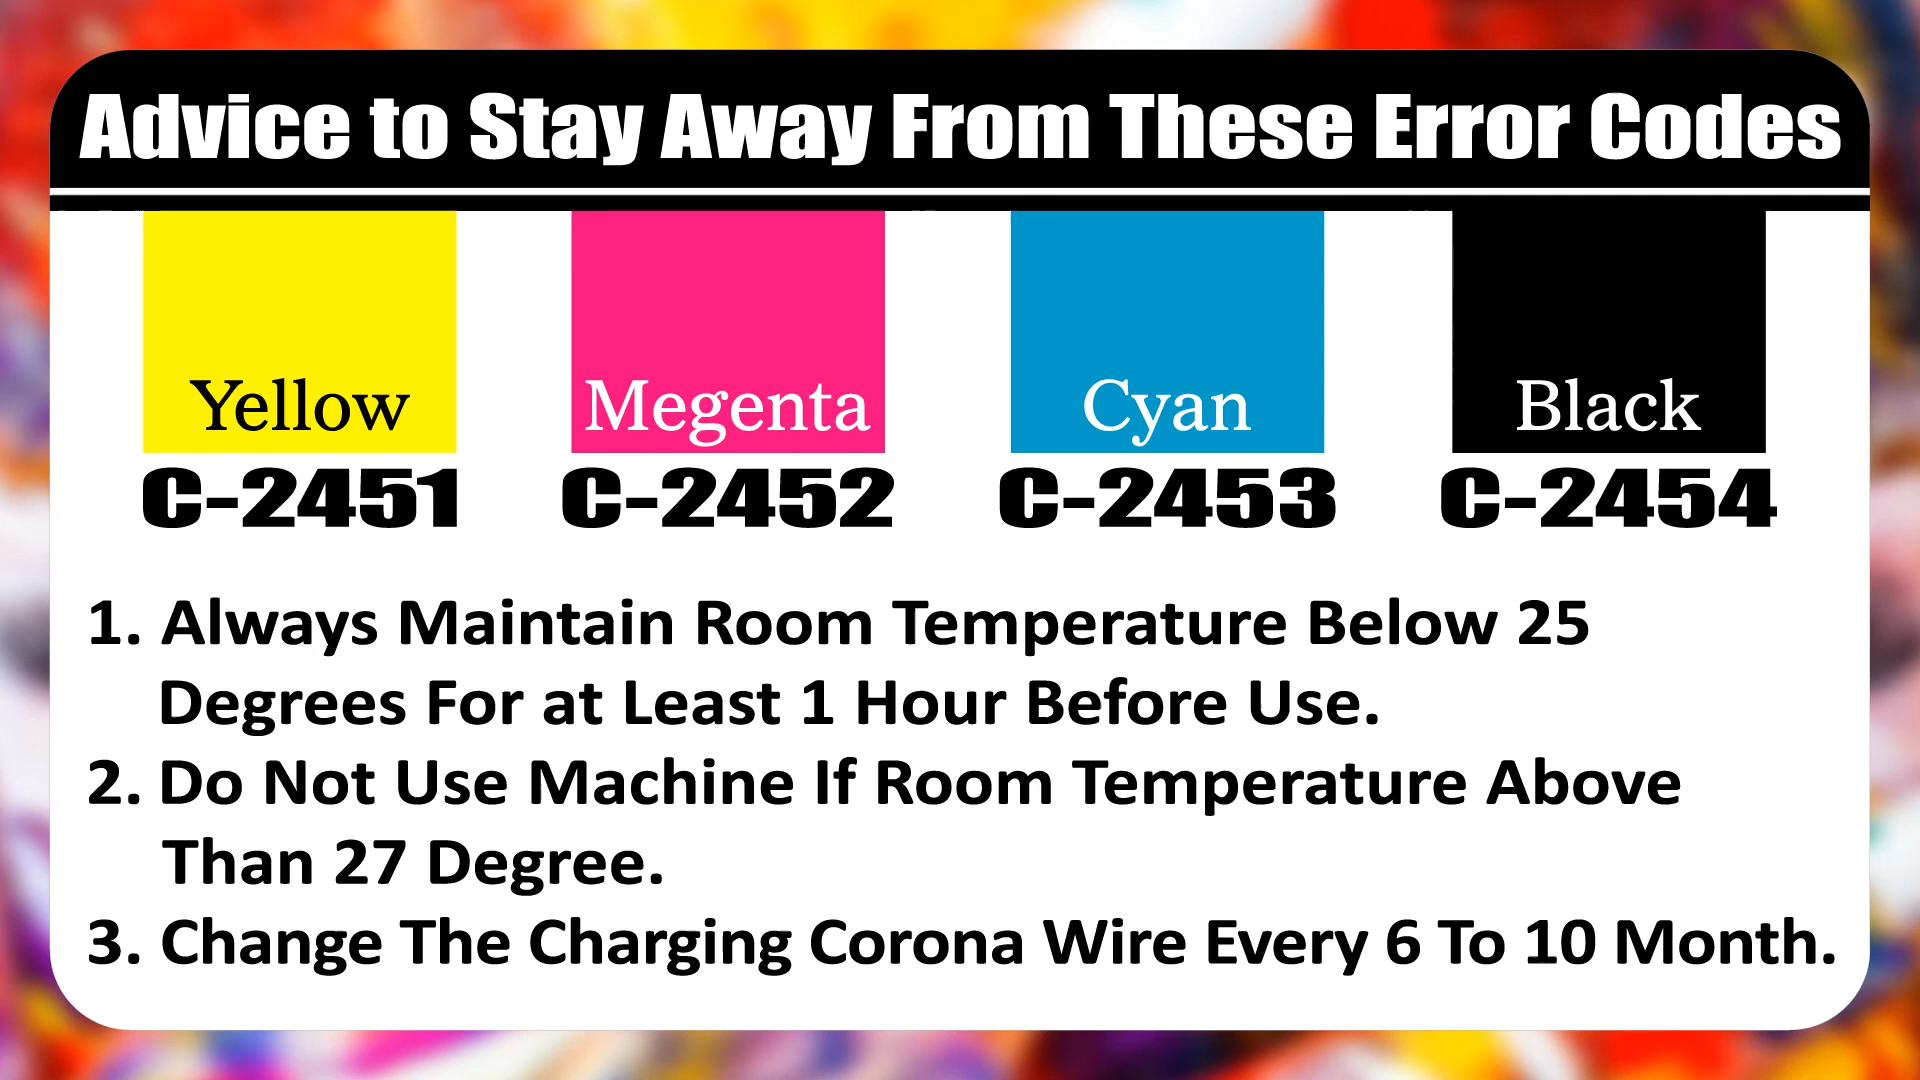 Advice to Stay Away From These Error Codes
Yellow Megenta Cyan Black
C-2451 C-2452 C-2453 C-2454
1. Always Maintain Room Temperature Below 25
Degrees For at Least 1 Hour Before Use.
2. Do Not Use Machine If Room Temperature Above
Than 27 Degree.
3. Change The Charging Corona Wire Every 6 To 10 Month.